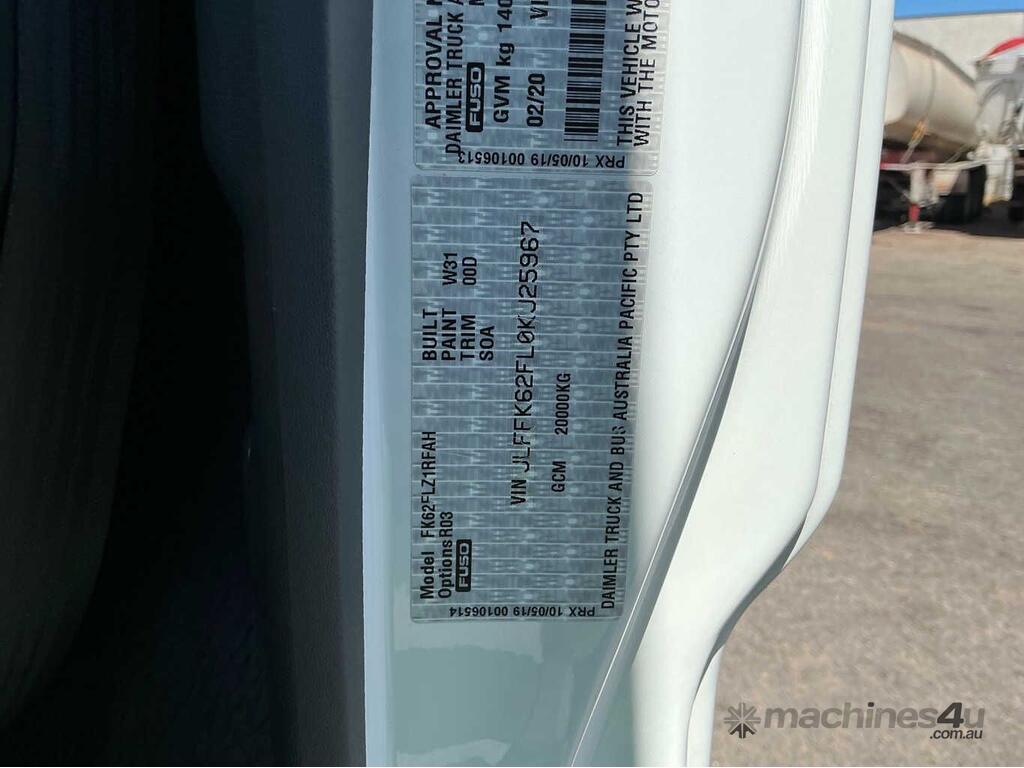 APPROVAL
DAIMLER TRUCK
FUSO
GVM kg
02/20
THIS VEHICLE
WITH THE
PRX 10/05/19 00106513
Model FK62FLZ1RFAH
Options R03
FUSO
BUILT
PAINT W31
TRIM 00D
SOA
VIN JLFFK62FL0KJ25967
GCM 20000KG
DAIMLER TRUCK AND BUS AUSTRALIA PACIFIC PTY LTD
PRX 10/05/19 00106514
machines4u
.com.au